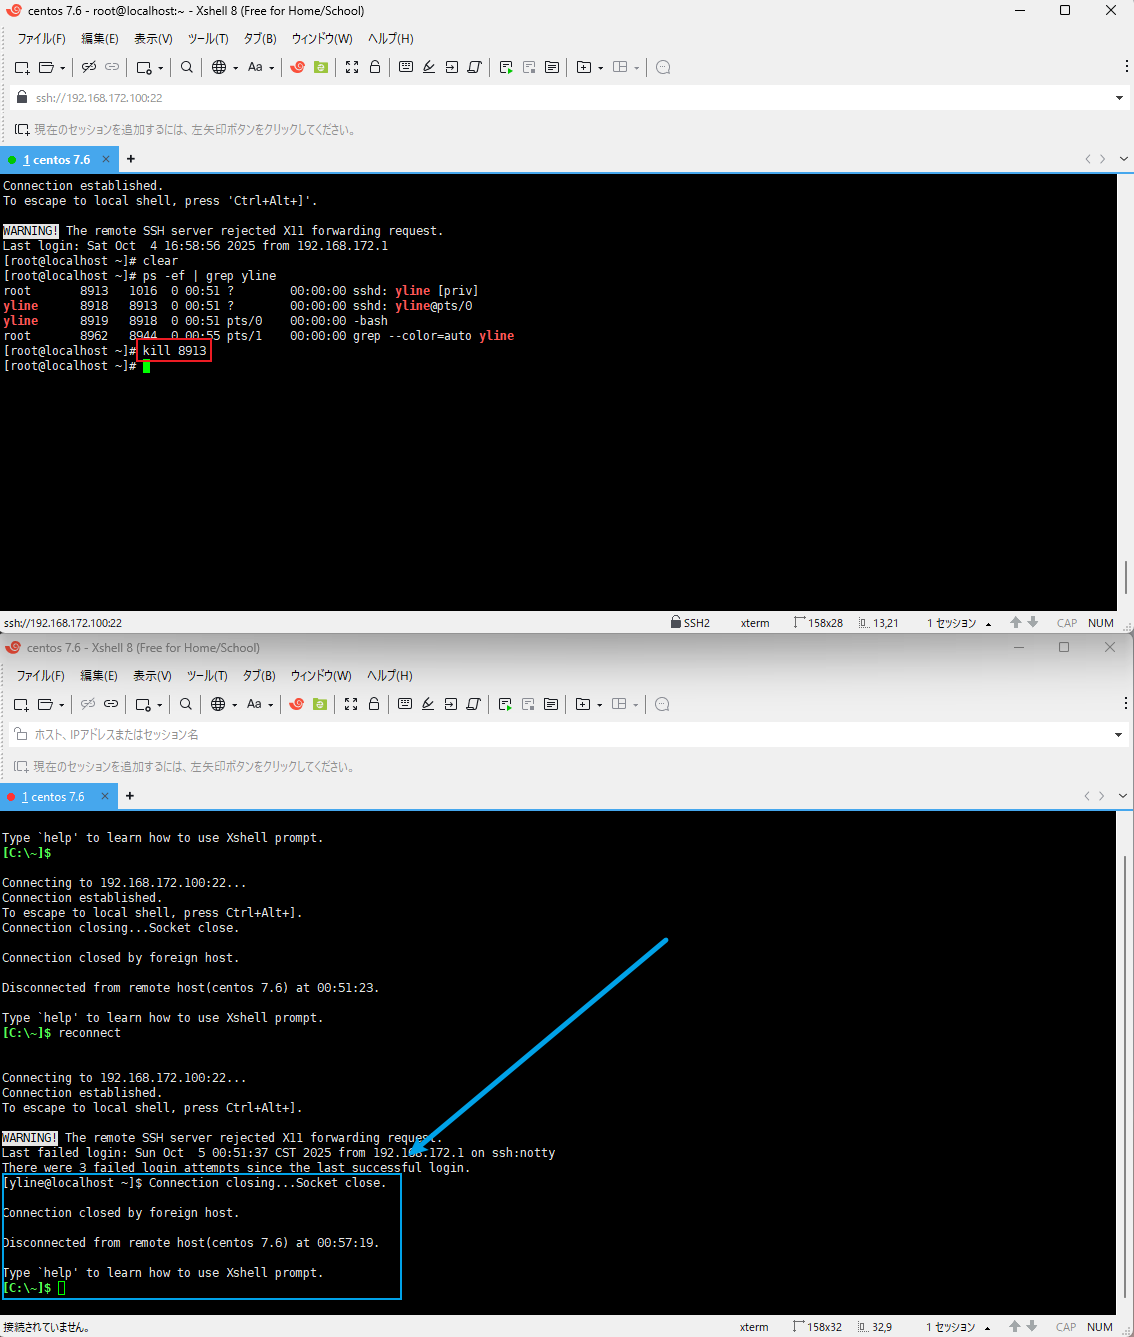 centos 7.6 - root@localhost:~ - Xshell 8 (Free for Home/School)
ファイル(F) 編集(E) 表示(V) ツール(T) タブ(B) ウィンドウ(W) ヘルプ(H)
Aa
ssh://192.168.172.100:22
現在のセッションを追加するには、左矢印ボタンをクリックしてください。
1 centos 7.6 × +
Connection established.
To escape to local shell, press 'Ctrl+Alt+]'.
WARNING! The remote SSH server rejected X11 forwarding request.
Last login: Sat Oct  4 16:58:56 2025 from 192.168.172.1
[root@localhost ~]# clear
[root@localhost ~]# ps -ef | grep yline
root       8913   1016  0 00:51 ?        00:00:00 sshd: yline [priv]
yline      8918   8913  0 00:51 ?        00:00:00 sshd: yline@pts/0
yline      8919   8918  0 00:51 pts/0    00:00:00 -bash
root       8962   8944  0 00:55 pts/1    00:00:00 grep --color=auto yline
[root@localhost ~]# kill 8913
[root@localhost ~]#
ssh://192.168.172.100:22 SSH2 xterm 158x28 13,21 1 セッション CAP NUM
centos 7.6 - Xshell 8 (Free for Home/School)
ファイル(F) 編集(E) 表示(V) ツール(T) タブ(B) ウィンドウ(W) ヘルプ(H)
Aa
ホスト、IPアドレスまたはセッション名
現在のセッションを追加するには、左矢印ボタンをクリックしてください。
1 centos 7.6 × +
Type `help' to learn how to use Xshell prompt.
[C:\~]$
Connecting to 192.168.172.100:22...
Connection established.
To escape to local shell, press Ctrl+Alt+].
Connection closing...Socket close.
Connection closed by foreign host.
Disconnected from remote host(centos 7.6) at 00:51:23.
Type `help' to learn how to use Xshell prompt.
[C:\~]$ reconnect
Connecting to 192.168.172.100:22...
Connection established.
To escape to local shell, press Ctrl+Alt+].
WARNING! The remote SSH server rejected X11 forwarding request.
Last failed login: Sun Oct  5 00:51:37 CST 2025 from 192.168.172.1 on ssh:notty
There were 3 failed login attempts since the last successful login.
[yline@localhost ~]$ Connection closing...Socket close.
Connection closed by foreign host.
Disconnected from remote host(centos 7.6) at 00:57:19.
Type `help' to learn how to use Xshell prompt.
[C:\~]$
接続されていません。 xterm 158x32 32,9 1 セッション CAP NUM